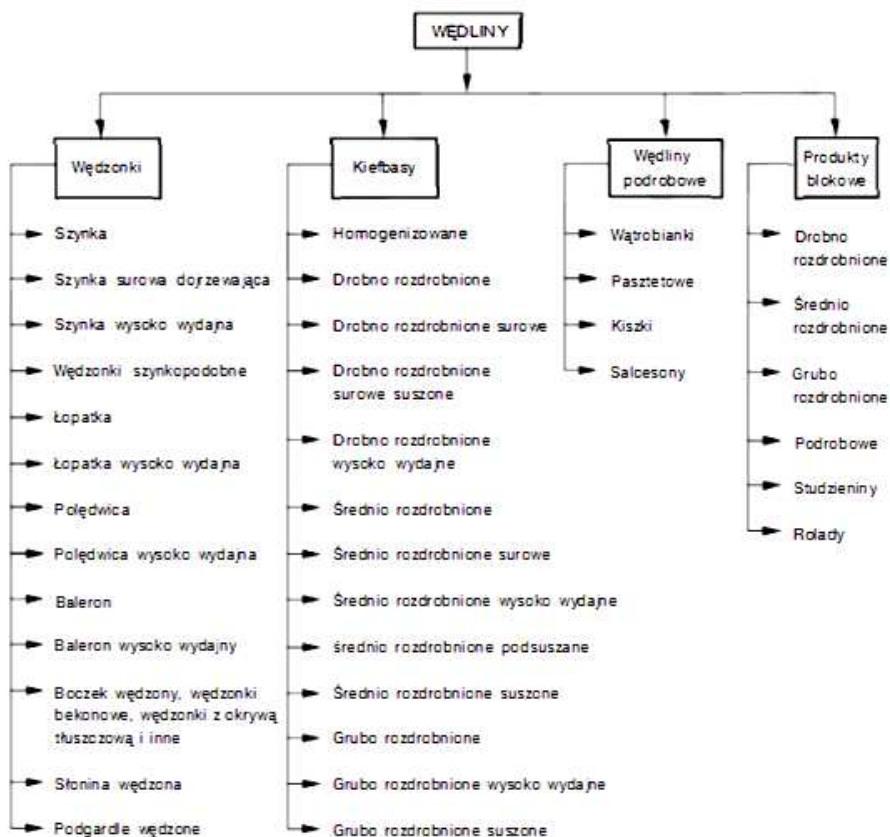 WĘDLINY
Wędzonki
Szynka
Szynka surowa dojrzewająca
Szynka wysoko wydajna
Wędzonki szynkopodobne
Łopatka
Łopatka wysoko wydajna
Polędwica
Polędwica wysoko wydajna
Baleron
Baleron wysoko wydajny
Boczek wędzony, wędzonki
bekonowe, wędzonki z okrywą
tłuszczową i inne
Słonina wędzona
Podgardle wędzone
Kiefbasy
Homogenizowane
Drobno rozdrobnione
Drobno rozdrobnione surowe
Drobno rozdrobnione
surowe suszone
Drobno rozdrobnione
wysoko wydajne
Średnio rozdrobnione
Średnio rozdrobnione surowe
Średnio rozdrobnione wysoko wydajne
średnio rozdrobnione podsuszane
Średnio rozdrobnione suszone
Grubo rozdrobnione
Grubo rozdrobnione wysoko wydajne
Grubo rozdrobnione suszone
Wędliny
podrobowe
Wątrobianki
Pasztetowe
Kiszki
Salcesony
Produkty
blokowe
Drobno
rozdrobnione
Średnio
rozdrobnione
Grubo
rozdrobnione
Podrobowe
Studzieniny
Rolady